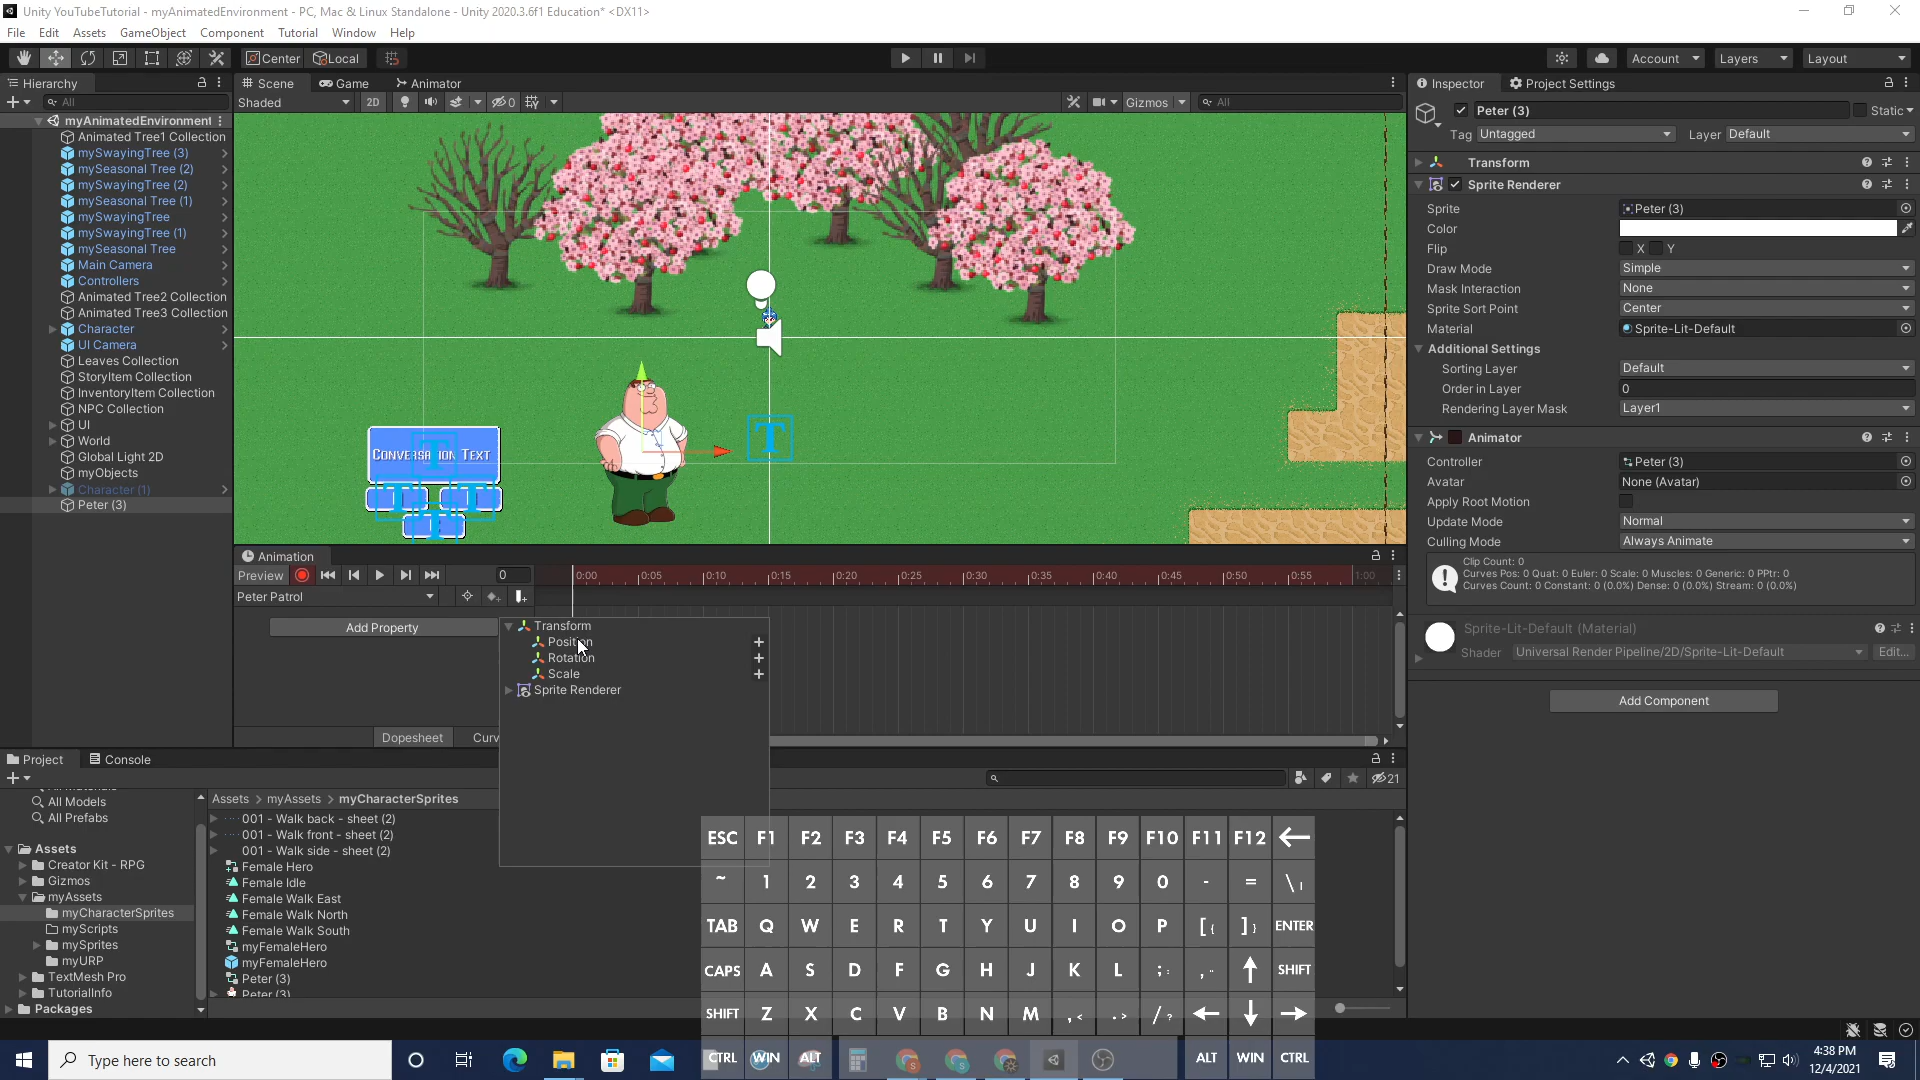 Unity YouTubeTutorial - myAnimatedEnvironment - PC, Mac & Linux Standalone - Unity 2020.3.6f1 Education* <DX11>
File Edit Assets GameObject Component Tutorial Window Help
Center Local Account Layers Layout
Hierarchy
All
myAnimatedEnvironment
Animated Tree1 Collection
mySwayingTree (3)
mySeasonal Tree (2)
mySwayingTree (2)
mySeasonal Tree (1)
mySwayingTree
mySwayingTree (1)
mySeasonal Tree
Main Camera
Controllers
Animated Tree2 Collection
Animated Tree3 Collection
Character
UI Camera
Leaves Collection
StoryItem Collection
InventoryItem Collection
NPC Collection
UI
World
Global Light 2D
myObjects
Character (1)
Peter (3)
Scene Game Animator
Shaded 2D 0 Gizmos All
Conversation Text
T
Animation
Preview 0 0:00 0:05 0:10 0:15 0:20 0:25 0:30 0:35 0:40 0:45 0:50 0:55 1:00
Peter Patrol
Add Property
Transform
Position
Rotation
Scale
Sprite Renderer
Dopesheet Curv
Inspector Project Settings
Peter (3) Static
Tag Untagged Layer Default
Transform
Sprite Renderer
Sprite Peter (3)
Color
Flip X Y
Draw Mode Simple
Mask Interaction None
Sprite Sort Point Center
Material Sprite-Lit-Default
Additional Settings
Sorting Layer Default
Order in Layer 0
Rendering Layer Mask Layer1
Animator
Controller Peter (3)
Avatar None (Avatar)
Apply Root Motion
Update Mode Normal
Culling Mode Always Animate
Clip Count: 0
Curves Pos: 0 Quat: 0 Euler: 0 Scale: 0 Muscles: 0 Generic: 0 PPtr: 0
Curves Count: 0 Constant: 0 (0.0%) Dense: 0 (0.0%) Stream: 0 (0.0%)
Sprite-Lit-Default (Material)
Shader Universal Render Pipeline/2D/Sprite-Lit-Default Edit...
Add Component
Project Console
21
All Models
All Prefabs
Assets
Creator Kit - RPG
Gizmos
myAssets
myCharacterSprites
myScripts
mySprites
myURP
TextMesh Pro
TutorialInfo
Packages
Assets > myAssets > myCharacterSprites
001 - Walk back - sheet (2)
001 - Walk front - sheet (2)
001 - Walk side - sheet (2)
Female Hero
Female Idle
Female Walk East
Female Walk North
Female Walk South
myFemaleHero
myFemaleHero
Peter (3)
Peter (3)
ESC F1 F2 F3 F4 F5 F6 F7 F8 F9 F10 F11 F12
~ 1 2 3 4 5 6 7 8 9 0 - = \
TAB Q W E R T Y U I O P [{ ]} ENTER
CAPS A S D F G H J K L ;: SHIFT
SHIFT Z X C V B N M ,< .> /?
CTRL WIN ALT ALT WIN CTRL
Type here to search
4:38 PM
12/4/2021